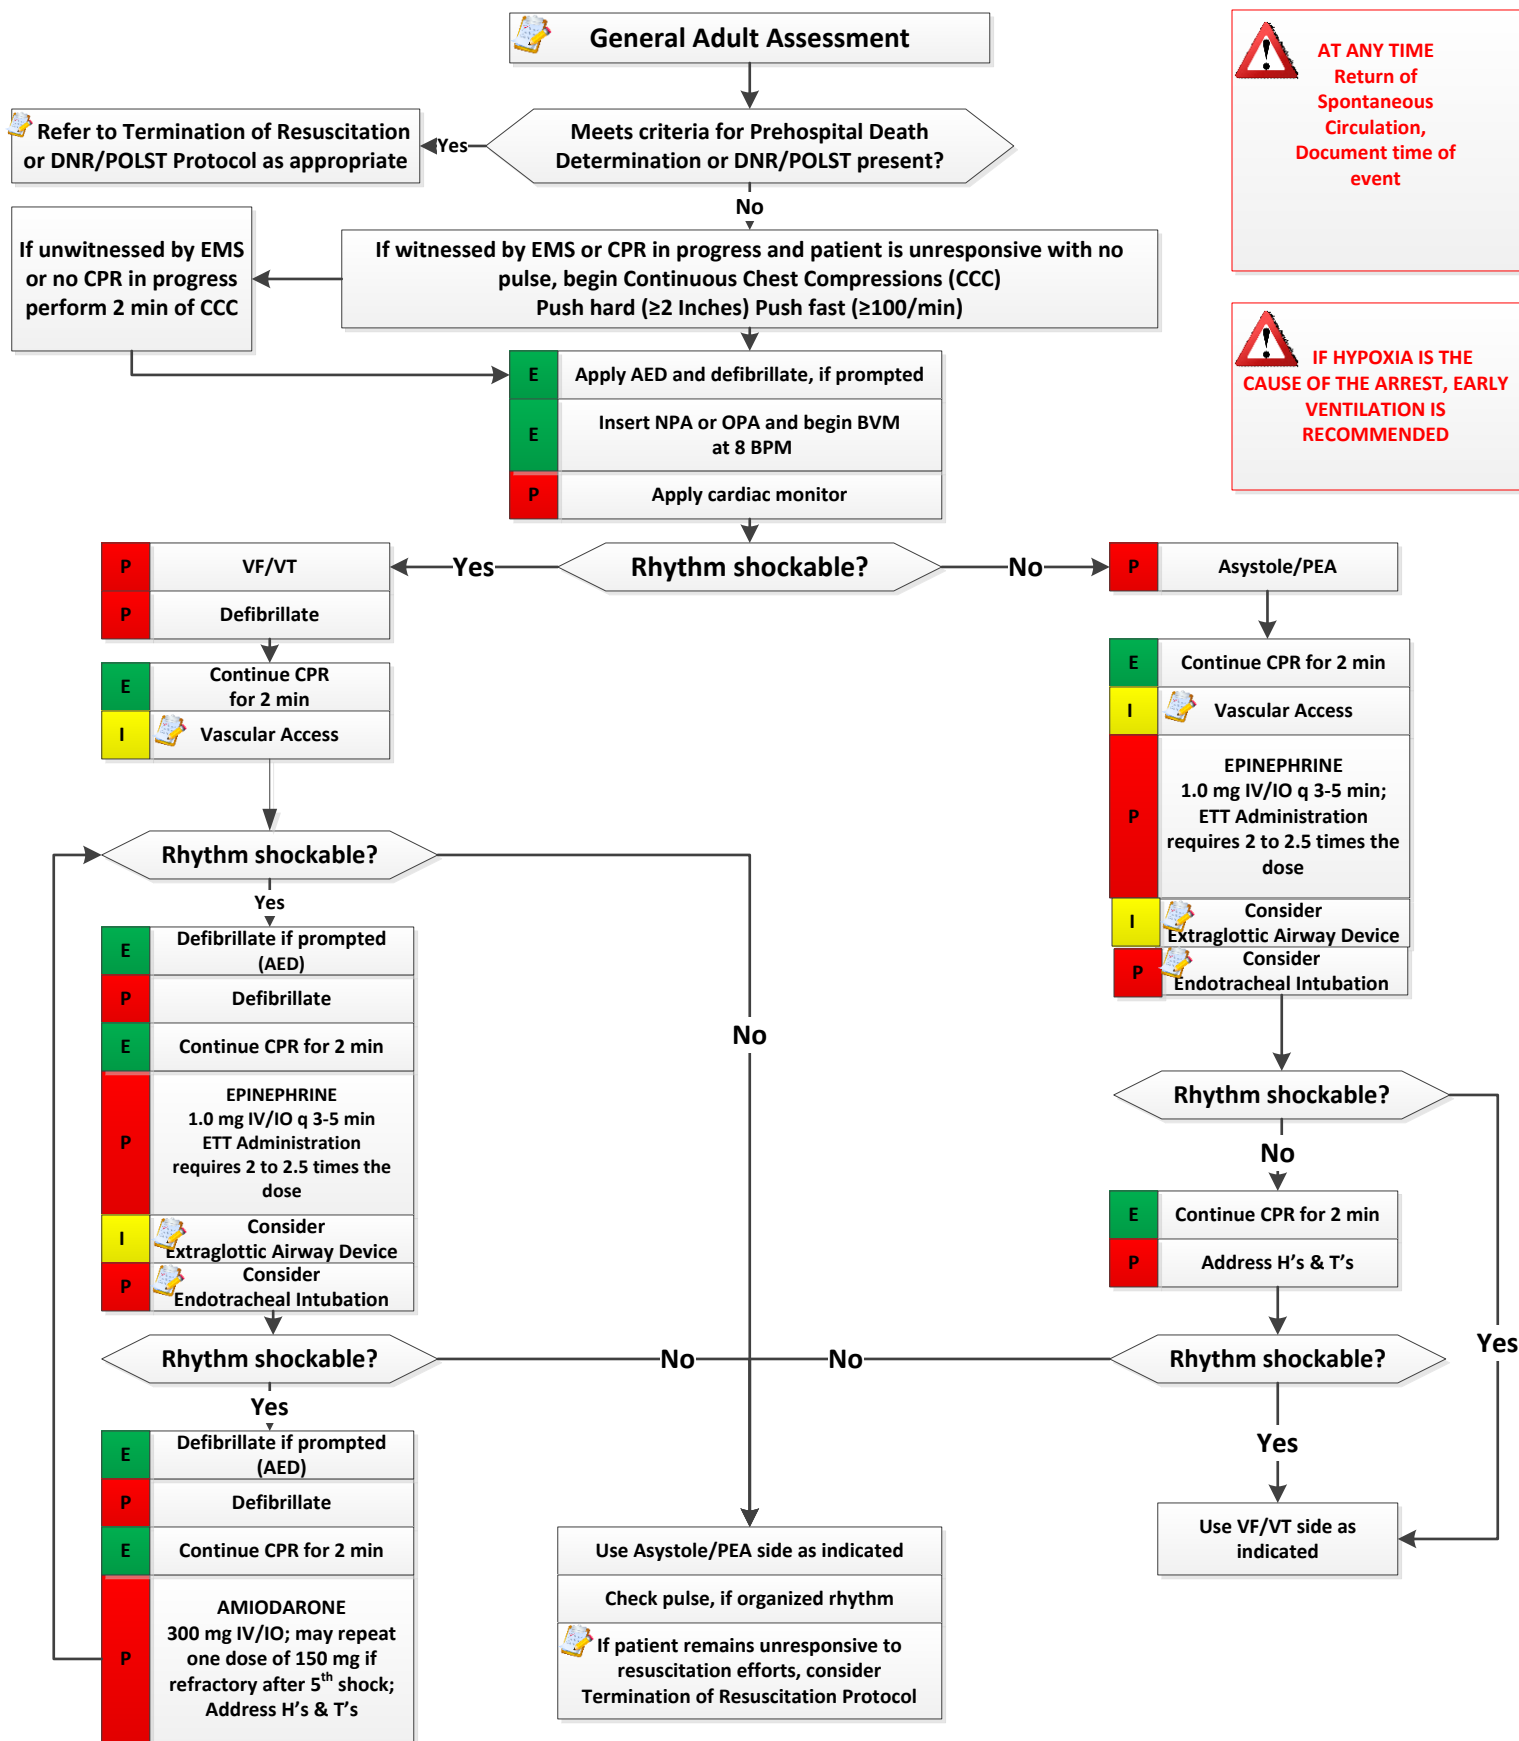 General Adult Assessment
AT ANY TIME
Return of
Spontaneous
Circulation,
Document time of
event
Refer to Termination of Resuscitation
or DNR/POLST Protocol as appropriate
Yes
Meets criteria for Prehospital Death
Determination or DNR/POLST present?
No
If unwitnessed by EMS
or no CPR in progress
perform 2 min of CCC
If witnessed by EMS or CPR in progress and patient is unresponsive with no
pulse, begin Continuous Chest Compressions (CCC)
Push hard (≥2 Inches) Push fast (≥100/min)
IF HYPOXIA IS THE
CAUSE OF THE ARREST, EARLY
VENTILATION IS
RECOMMENDED
E
Apply AED and defibrillate, if prompted
E
Insert NPA or OPA and begin BVM
at 8 BPM
P
Apply cardiac monitor
Rhythm shockable?
Yes
No
P
VF/VT
P
Defibrillate
E
Continue CPR
for 2 min
I
Vascular Access
Rhythm shockable?
Yes
No
E
Defibrillate if prompted
(AED)
P
Defibrillate
E
Continue CPR for 2 min
P
EPINEPHRINE
1.0 mg IV/IO q 3-5 min
ETT Administration
requires 2 to 2.5 times the
dose
I
Consider
Extraglottic Airway Device
P
Consider
Endotracheal Intubation
Rhythm shockable?
No
Yes
E
Defibrillate if prompted
(AED)
P
Defibrillate
E
Continue CPR for 2 min
P
AMIODARONE
300 mg IV/IO; may repeat
one dose of 150 mg if
refractory after 5th shock;
Address H's & T's
P
Asystole/PEA
E
Continue CPR for 2 min
I
Vascular Access
P
EPINEPHRINE
1.0 mg IV/IO q 3-5 min;
ETT Administration
requires 2 to 2.5 times the
dose
I
Consider
Extraglottic Airway Device
P
Consider
Endotracheal Intubation
Rhythm shockable?
No
Yes
E
Continue CPR for 2 min
P
Address H's & T's
Rhythm shockable?
No
Yes
Use VF/VT side as
indicated
Use Asystole/PEA side as indicated
Check pulse, if organized rhythm
If patient remains unresponsive to
resuscitation efforts, consider
Termination of Resuscitation Protocol